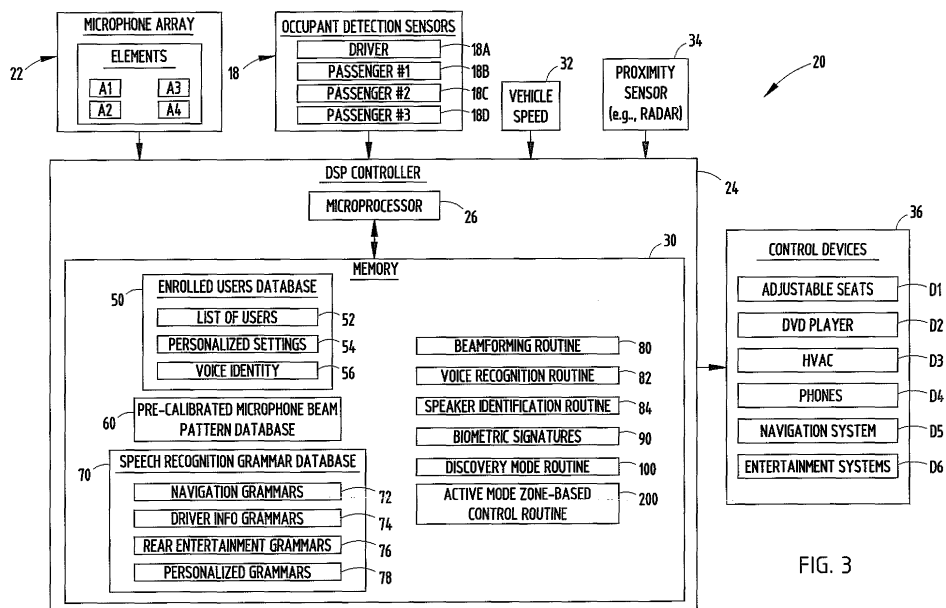 MICROPHONE ARRAY
ELEMENTS
A1
A3
A2
A4
22
OCCUPANT DETECTION SENSORS
DRIVER
PASSENGER #1
PASSENGER #2
PASSENGER #3
18
18A
18B
18C
18D
32
VEHICLE
SPEED
34
PROXIMITY
SENSOR
(e.g., RADAR)
20
DSP CONTROLLER
24
MICROPROCESSOR
26
30
MEMORY
ENROLLED USERS DATABASE
50
LIST OF USERS
52
PERSONALIZED SETTINGS
54
VOICE IDENTITY
56
PRE-CALIBRATED MICROPHONE BEAM
PATTERN DATABASE
60
SPEECH RECOGNITION GRAMMAR DATABASE
70
NAVIGATION GRAMMARS
72
DRIVER INFO GRAMMARS
74
REAR ENTERTAINMENT GRAMMARS
76
PERSONALIZED GRAMMARS
78
BEAMFORMING ROUTINE
80
VOICE RECOGNITION ROUTINE
82
SPEAKER IDENTIFICATION ROUTINE
84
BIOMETRIC SIGNATURES
90
DISCOVERY MODE ROUTINE
100
ACTIVE MODE ZONE-BASED
CONTROL ROUTINE
200
36
CONTROL DEVICES
ADJUSTABLE SEATS
D1
DVD PLAYER
D2
HVAC
D3
PHONES
D4
NAVIGATION SYSTEM
D5
ENTERTAINMENT SYSTEMS
D6
FIG. 3